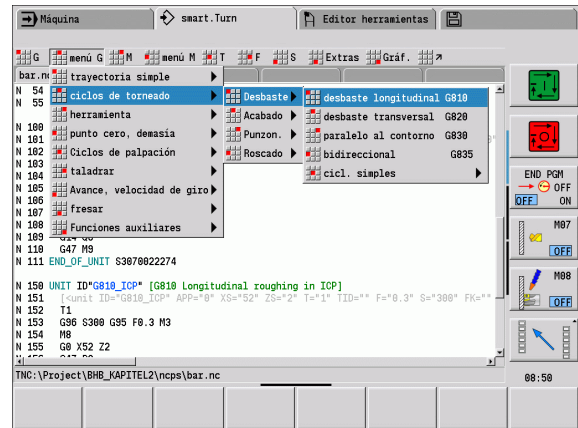 Máquina
smart.Turn
Editor herramientas
G
menú G
M
menú M
T
F
S
Extras
Gráf.
bar.n
trayectoria simple
ciclos de torneado
herramienta
punto cero, demasía
Ciclos de palpación
taladrar
Avance, velocidad de giro
fresar
Funciones auxiliares
Desbaste
Acabado
Punzon.
Roscado
desbaste longitudinal G810
desbaste transversal G820
paralelo al contorno G830
bidireccional G835
cicl. simples
N 54
N 55
N 100
N 101
N 102
N 103
N 104
N 105
N 106
N 107
N 108
N 109 G14 Q0
N 110 G47 M9
N 111 END_OF_UNIT S3070022274
N 150 UNIT ID"G810_ICP" [G810 Longitudinal roughing in ICP]
N 151 [<unit ID="G810_ICP" APP="0" XS="52" ZS="2" T="1" TID="" F="0.3" S="300" FK=""
N 152 T1
N 153 G96 S300 G95 F0.3 M3
N 154 M8
N 155 G0 X52 Z2
TNC:\Project\BHB_KAPITEL2\ncps\bar.nc
END PGM
OFF
OFF ON
M07
OFF
M08
OFF
08:50